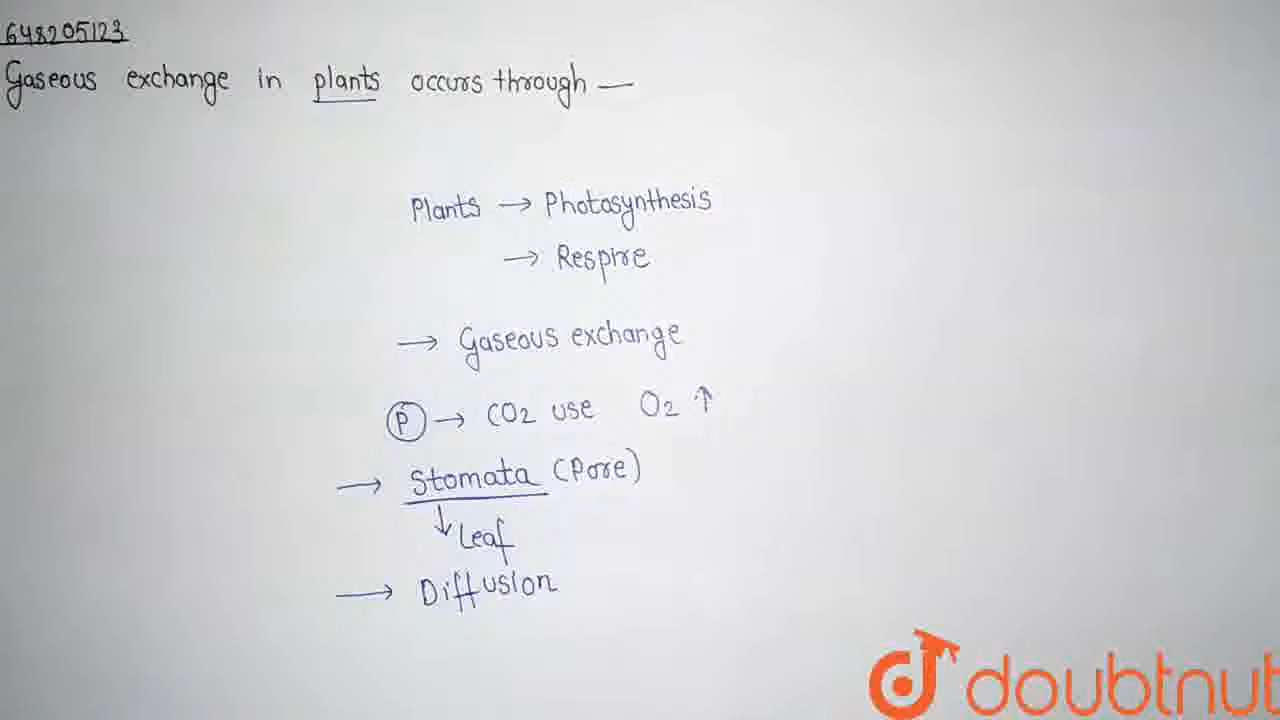 648205123
Gaseous exchange in plants occurs through —
Plants → Photosynthesis
→ Respire
→ Gaseous exchange
(P) → CO2 use O2 ↑
→ Stomata (Pore)
↓ Leaf
→ Diffusion
doubtnut